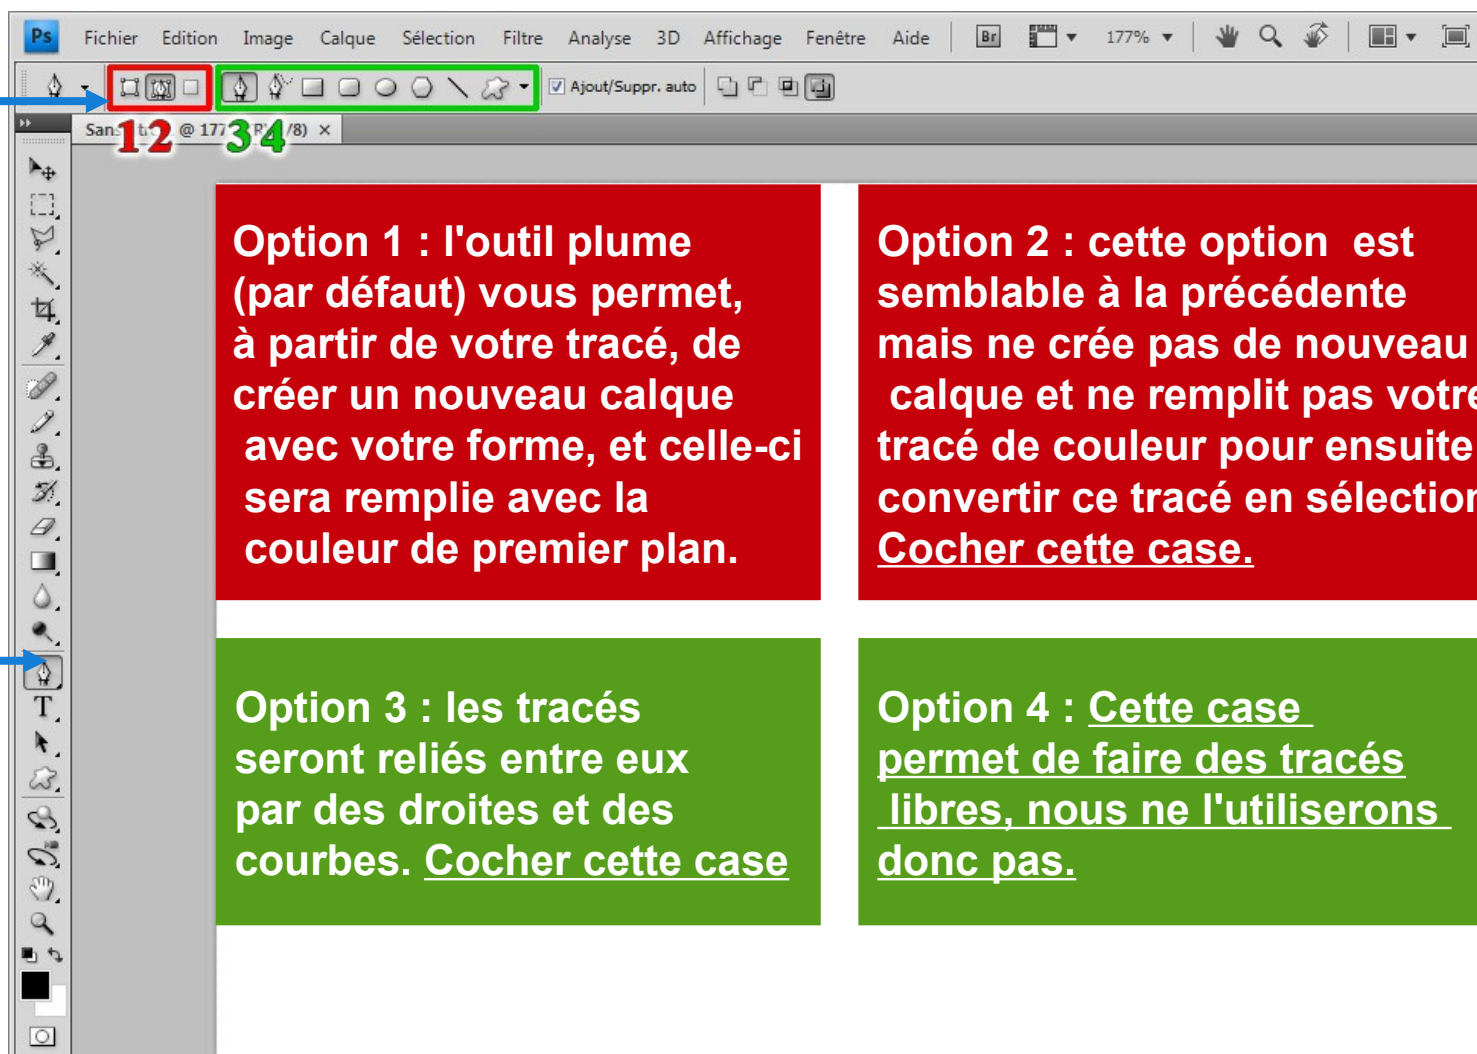 Ps Fichier Edition Image Calque Sélection Filtre Analyse 3D Affichage Fenêtre Aide Br 177%
Ajout/Suppr. auto
San @ 177 /8) ×
1 2 3 4
Option 1 : l'outil plume
(par défaut) vous permet,
à partir de votre tracé, de
créer un nouveau calque
avec votre forme, et celle-ci
sera remplie avec la
couleur de premier plan.
Option 2 : cette option est
semblable à la précédente
mais ne crée pas de nouveau
calque et ne remplit pas votre
tracé de couleur pour ensuite
convertir ce tracé en sélection
Cocher cette case.
Option 3 : les tracés
seront reliés entre eux
par des droites et des
courbes. Cocher cette case
Option 4 : Cette case
permet de faire des tracés
libres, nous ne l'utiliserons
donc pas.
T